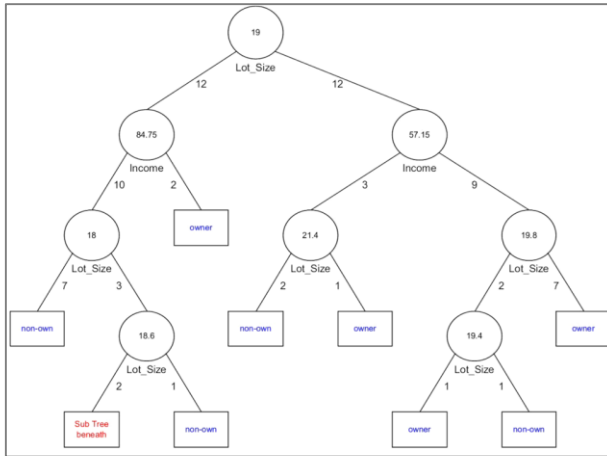 19
Lot_Size
12
12
84.75
Income
57.15
Income
10
2
3
9
18
Lot_Size
owner
21.4
Lot_Size
19.8
Lot_Size
7
3
2
1
2
7
non-own
18.6
Lot_Size
non-own
owner
19.4
Lot_Size
owner
2
1
1
1
Sub Tree
beneath
non-own
owner
non-own